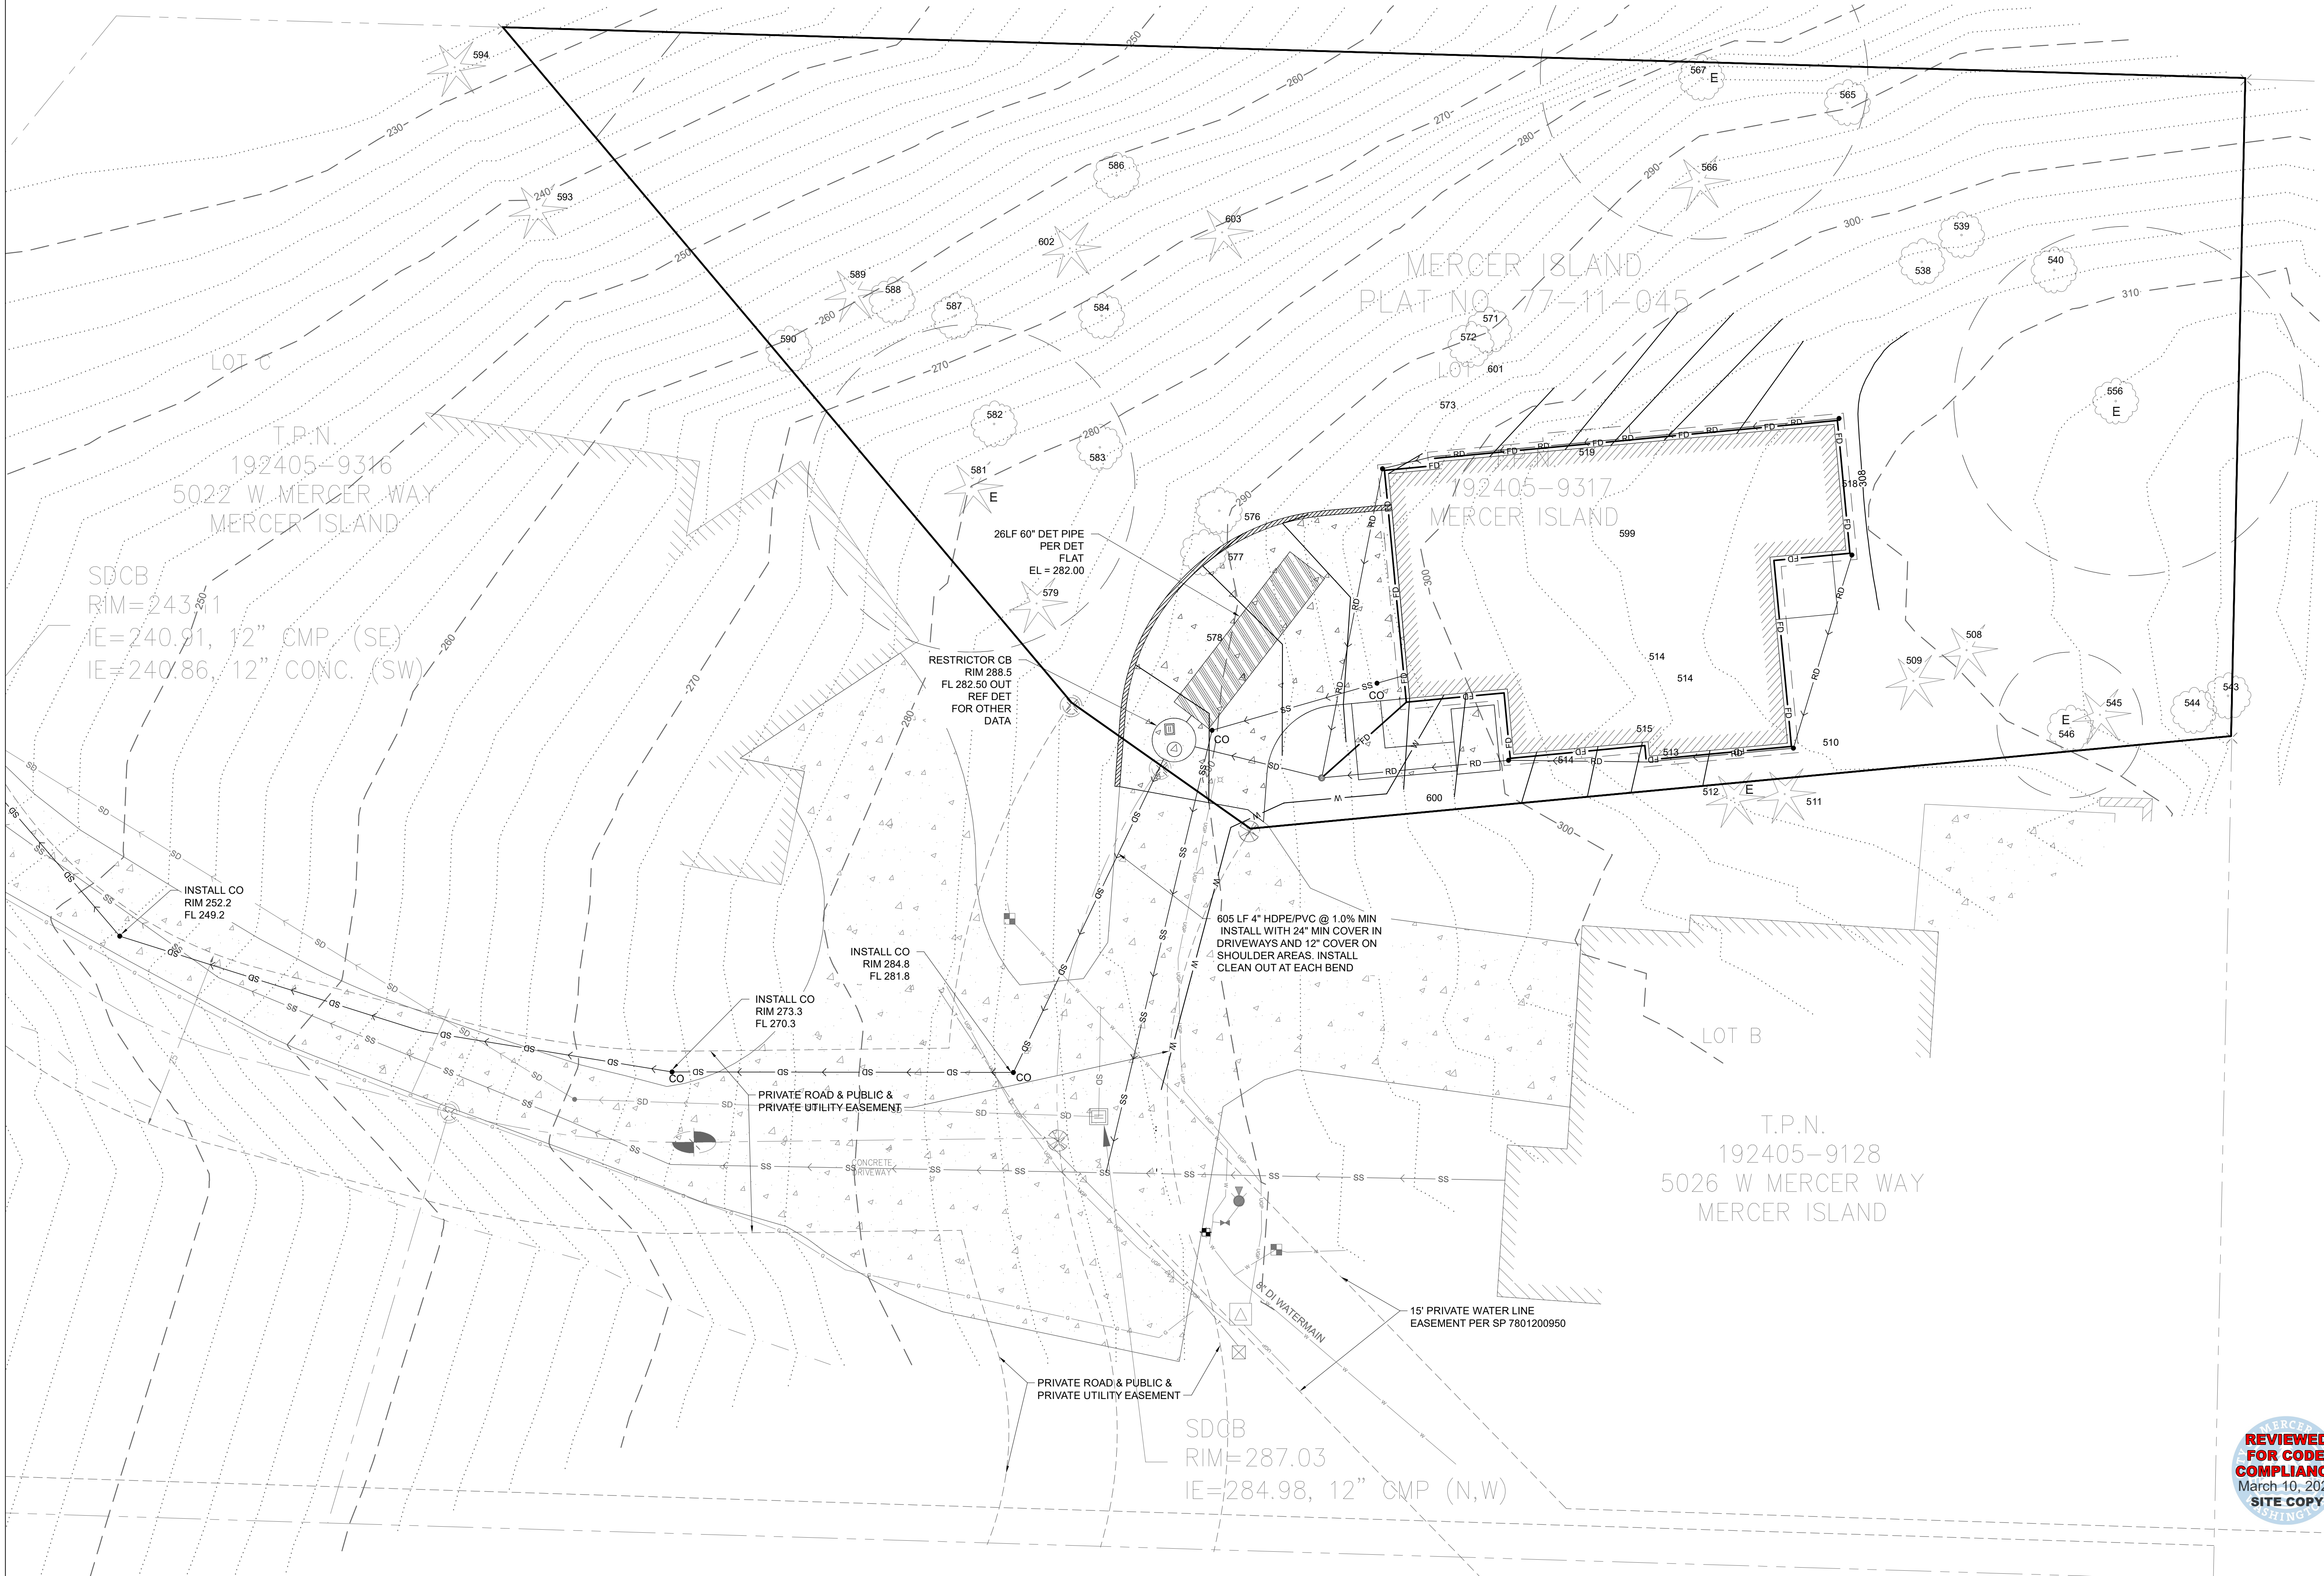 594
230
240
593
250
250
260
270
280
290
300
310
567
E
565
566
586
603
602
589
588
587
584
590
260
270
539
538
540
MERCER ISLAND
PLAT NO. 77-11-045
571
572
LOT
601
573
556
E
LOT C
T.P.N.
192405-9316
5022 W MERCER WAY
MERCER ISLAND
582
280
583
581
E
579
290
576
577
578
26LF 60" DET PIPE
PER DET
FLAT
EL = 282.00
519
192405-9317
MERCER ISLAND
518
308
599
300
514
514
515
513
514
510
508
509
545
544
543
E
546
512
E
511
600
300
SDCB
RIM=243.11
IE=240.91, 12" CMP. (SE)
IE=240.86, 12" CONC. (SW)
250
260
270
280
RESTRICTOR CB
RIM 288.5
FL 282.50 OUT
REF DET
FOR OTHER
DATA
CO
CO
INSTALL CO
RIM 252.2
FL 249.2
605 LF 4" HDPE/PVC @ 1.0% MIN
INSTALL WITH 24" MIN COVER IN
DRIVEWAYS AND 12" COVER ON
SHOULDER AREAS. INSTALL
CLEAN OUT AT EACH BEND
INSTALL CO
RIM 284.8
FL 281.8
INSTALL CO
RIM 273.3
FL 270.3
CO
CO
PRIVATE ROAD & PUBLIC &
PRIVATE UTILITY EASEMENT
CONCRETE
DRIVEWAY
LOT B
T.P.N.
192405-9128
5026 W MERCER WAY
MERCER ISLAND
8" DI WATERMAIN
15' PRIVATE WATER LINE
EASEMENT PER SP 7801200950
PRIVATE ROAD & PUBLIC &
PRIVATE UTILITY EASEMENT
SDCB
RIM=287.03
IE=284.98, 12" CMP (N,W)
REVIEWED
FOR CODE
COMPLIANC
March 10, 202
SITE COPY